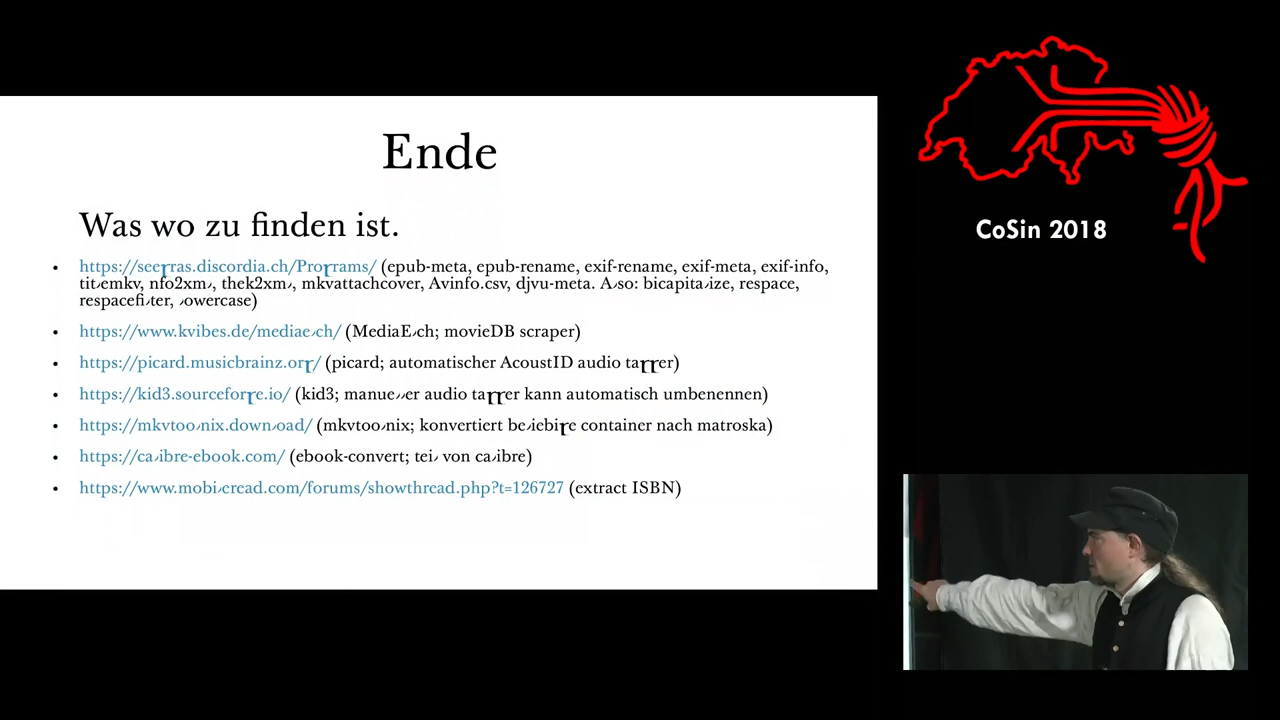 Ende
Was wo zu finden ist.
• https://seegras.discordia.ch/Programs/ (epub-meta, epub-rename, exif-rename, exif-meta, exif-info,
titlemkv, nfo2xml, thek2xml, mkvattachcover, Avinfo.csv, djvu-meta. Also: bicapitalize, respace,
respacefilter, lowercase)
• https://www.kvibes.de/mediaelch/ (MediaElch; movieDB scraper)
• https://picard.musicbrainz.org/ (picard; automatischer AcoustID audio tagger)
• https://kid3.sourceforge.io/ (kid3; manueller audio tagger kann automatisch umbenennen)
• https://mkvtoolnix.download/ (mkvtoolnix; konvertiert beliebige container nach matroska)
• https://calibre-ebook.com/ (ebook-convert; teil von calibre)
• https://www.mobileread.com/forums/showthread.php?t=126727 (extract ISBN)
CoSin 2018